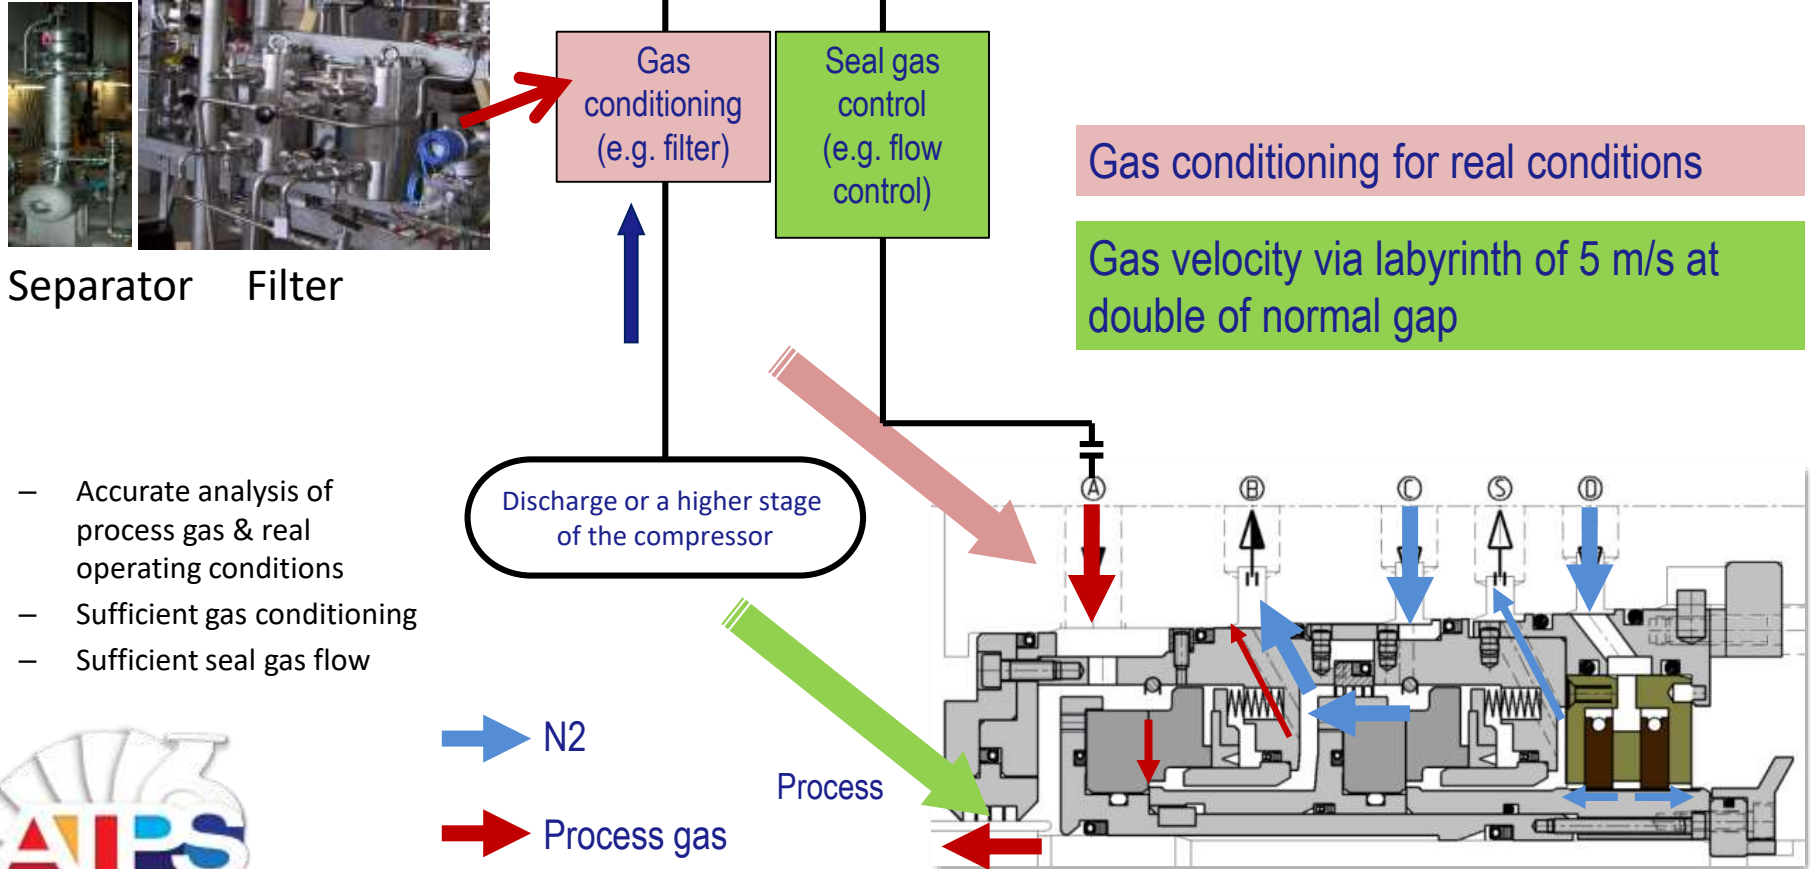 Gas
conditioning
(e.g. filter)
Seal gas
control
(e.g. flow
control)
Gas conditioning for real conditions
Gas velocity via labyrinth of 5 m/s at
double of normal gap
Separator Filter
– Accurate analysis of
process gas & real
operating conditions
– Sufficient gas conditioning
– Sufficient seal gas flow
Discharge or a higher stage
of the compressor
A B C S D
N2
Process
Process gas
ATPS